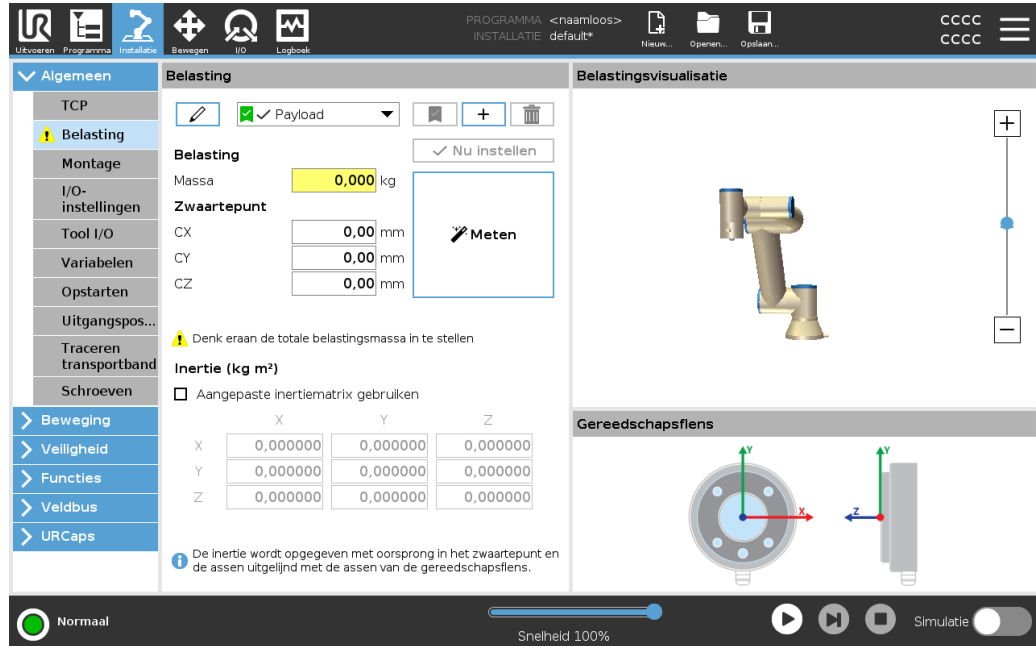 PROGRAMMA <naamloos>
INSTALLATIE default*
CCCC
CCCC
Uitvoeren Programma Installatie Bewegen I/O Logboek Nieuw... Openen... Opslaan...
Algemeen
TCP
Belasting
Montage
I/O-
instellingen
Tool I/O
Variabelen
Opstarten
Uitgangspos...
Traceren
transportband
Schroeven
Beweging
Veiligheid
Functies
Veldbus
URCaps
Belasting
Payload
+
Nu instellen
Belasting
Massa 0,000 kg
Zwaartepunt
CX 0,00 mm
CY 0,00 mm
CZ 0,00 mm
Meten
Denk eraan de totale belastingsmassa in te stellen
Inertie (kg m²)
Aangepaste inertiematrix gebruiken
X Y Z
X 0,000000 0,000000 0,000000
Y 0,000000 0,000000 0,000000
Z 0,000000 0,000000 0,000000
De inertie wordt opgegeven met oorsprong in het zwaartepunt en
de assen uitgelijnd met de assen van de gereedschapsflens.
Belastingsvisualisatie
Gereedschapsflens
Y
X
Y
Z
Normaal
Snelheid 100%
Simulatie